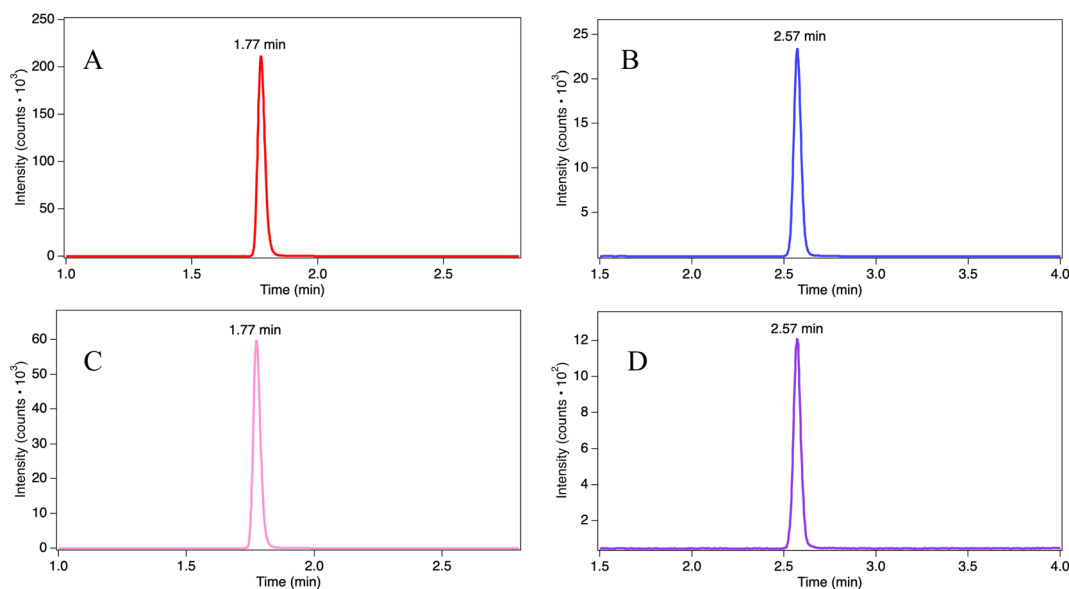 A
1.77 min
250
200
150
100
50
0
Intensity (counts • 10³)
1.0 1.5 2.0 2.5
Time (min)
B
2.57 min
25
20
15
10
5
Intensity (counts • 10³)
1.5 2.0 2.5 3.0 3.5 4.0
Time (min)
C
1.77 min
60
50
40
30
20
10
0
Intensity (counts • 10³)
1.0 1.5 2.0 2.5
Time (min)
D
2.57 min
12
10
8
6
4
2
Intensity (counts • 10²)
1.5 2.0 2.5 3.0 3.5 4.0
Time (min)